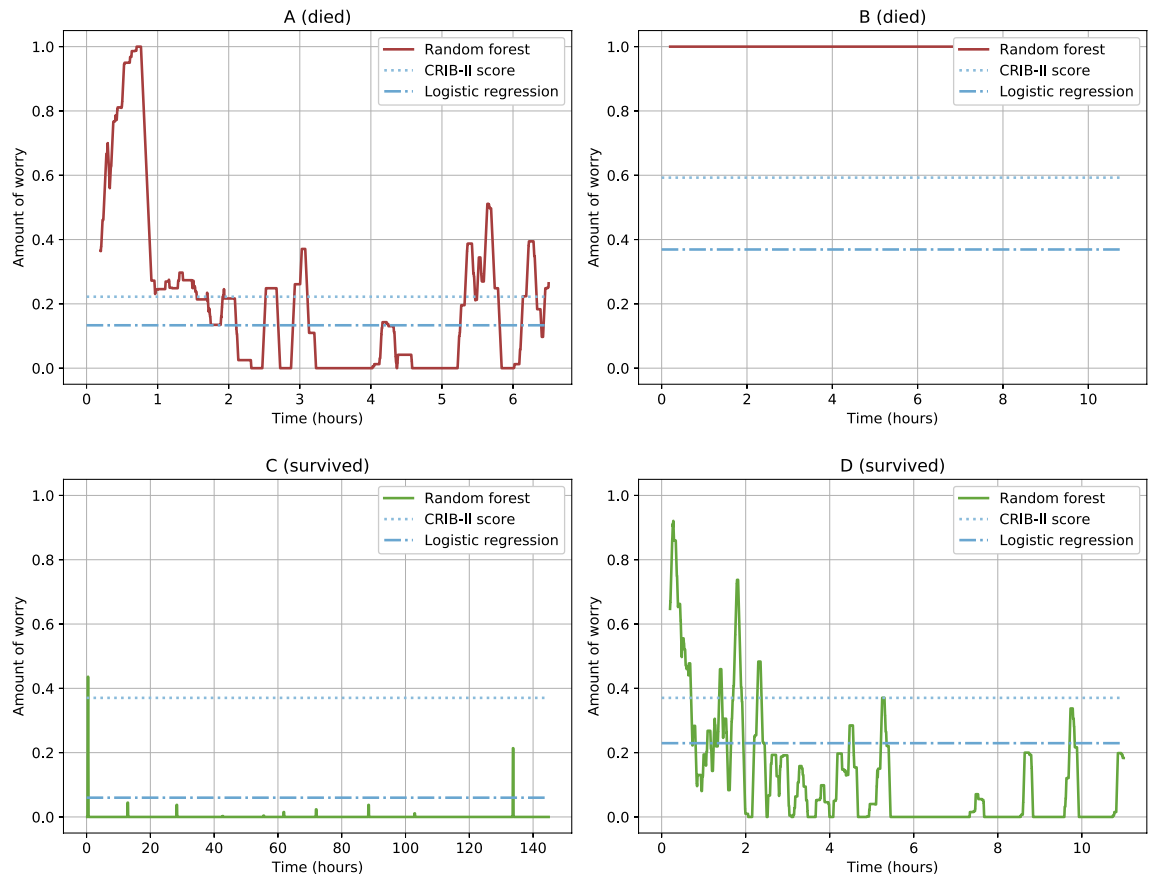 A (died)
1.0
0.8
0.6
0.4
0.2
0.0
Amount of worry
Random forest
CRIB-II score
Logistic regression
0 1 2 3 4 5 6
Time (hours)
B (died)
1.0
0.8
0.6
0.4
0.2
0.0
Amount of worry
Random forest
CRIB-II score
Logistic regression
0 2 4 6 8 10
Time (hours)
C (survived)
1.0
0.8
0.6
0.4
0.2
0.0
Amount of worry
Random forest
CRIB-II score
Logistic regression
0 20 40 60 80 100 120 140
Time (hours)
D (survived)
1.0
0.8
0.6
0.4
0.2
0.0
Amount of worry
Random forest
CRIB-II score
Logistic regression
0 2 4 6 8 10
Time (hours)